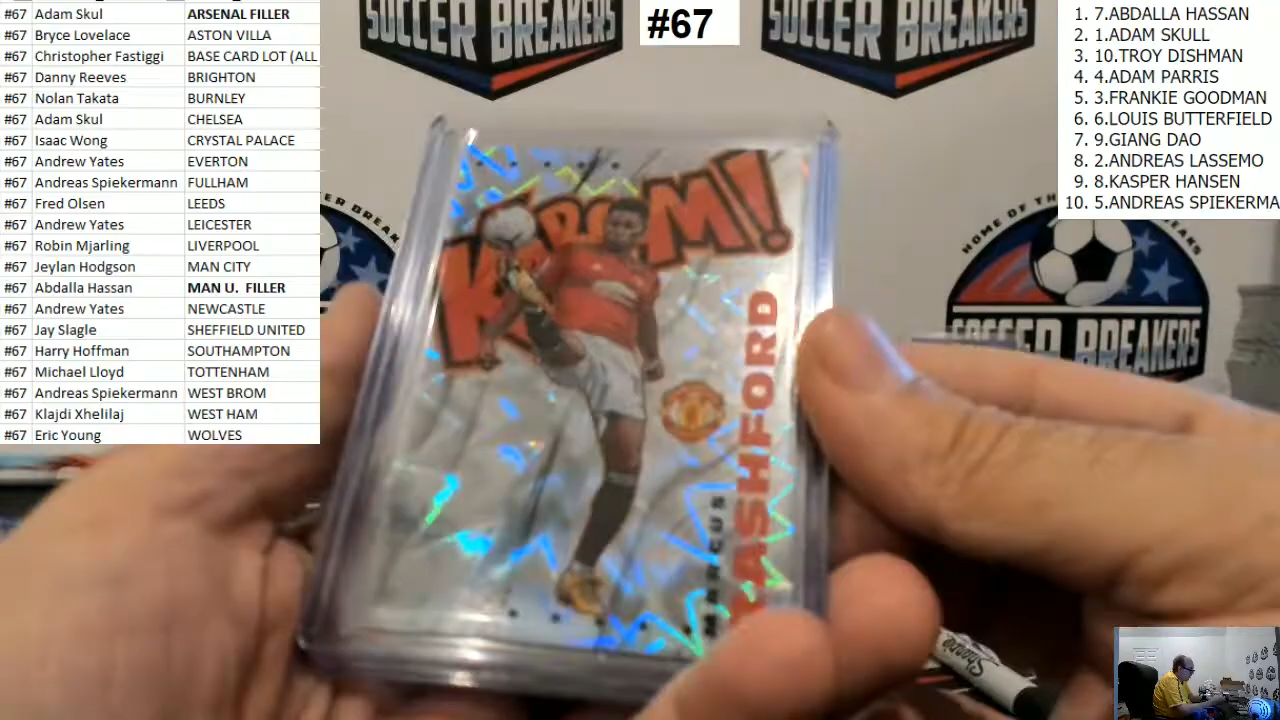 #67 Adam Skul ARSENAL FILLER
#67 Bryce Lovelace ASTON VILLA
#67 Christopher Fastiggi BASE CARD LOT (ALL
#67 Danny Reeves BRIGHTON
#67 Nolan Takata BURNLEY
#67 Adam Skul CHELSEA
#67 Isaac Wong CRYSTAL PALACE
#67 Andrew Yates EVERTON
#67 Andreas Spiekermann FULLHAM
#67 Fred Olsen LEEDS
#67 Andrew Yates LEICESTER
#67 Robin Mjarling LIVERPOOL
#67 Jeylan Hodgson MAN CITY
#67 Abdalla Hassan MAN U. FILLER
#67 Andrew Yates NEWCASTLE
#67 Jay Slagle SHEFFIELD UNITED
#67 Harry Hoffman SOUTHAMPTON
#67 Michael Lloyd TOTTENHAM
#67 Andreas Spiekermann WEST BROM
#67 Klajdi Xhelilaj WEST HAM
#67 Eric Young WOLVES
SOCCER BREAKERS
#67
SOCCER BREAKERS
1. 7.ABDALLA HASSAN
2. 1.ADAM SKULL
3. 10.TROY DISHMAN
4. 4.ADAM PARRIS
5. 3.FRANKIE GOODMAN
6. 6.LOUIS BUTTERFIELD
7. 9.GIANG DAO
8. 2.ANDREAS LASSEMO
9. 8.KASPER HANSEN
10. 5.ANDREAS SPIEKERMA
KABOOM!
MARCUS
RASHFORD
HOME OF THE
BREAKS
SOCCER BREAKERS
Sharpie